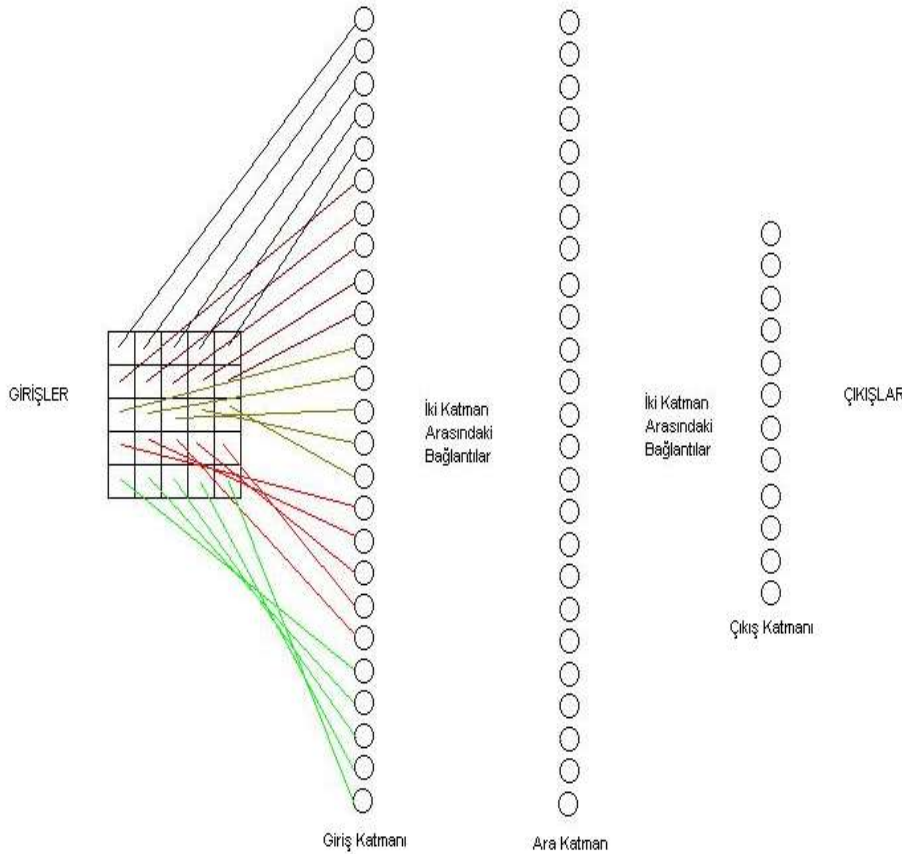 GİRİŞLER
İki Katman
Arasındaki
Bağlantılar
İki Katman
Arasındaki
Bağlantılar
ÇIKIŞLAR
Çıkış Katmanı
Giriş Katmanı
Ara Katman